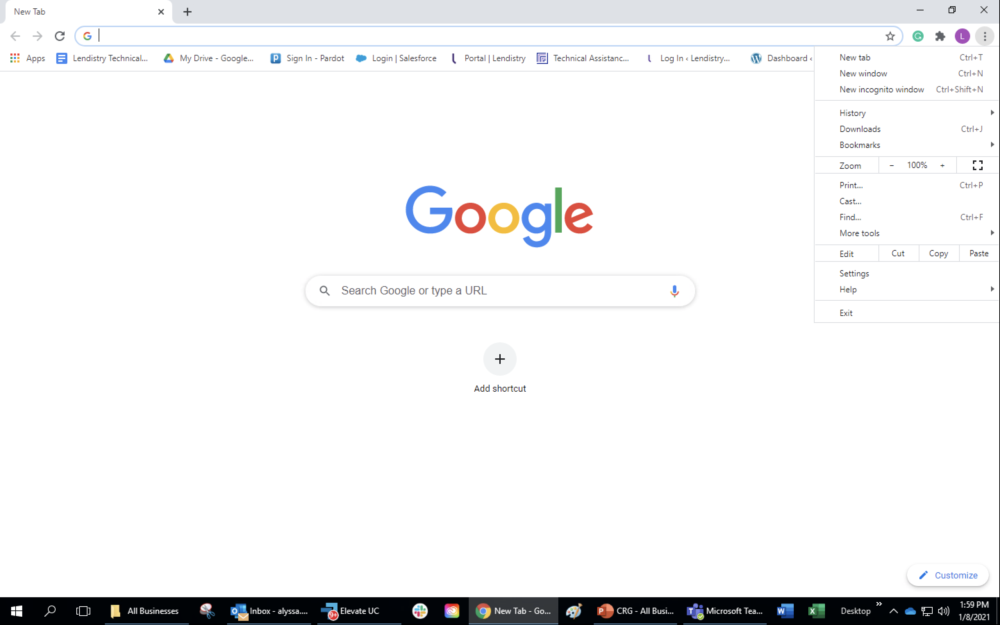 New Tab
Apps
Lendistry Technical...
My Drive - Google...
Sign In - Pardot
Login | Salesforce
Portal | Lendistry
Technical Assistanc...
Log In ‹ Lendistry...
Dashboard ‹
New tab Ctrl+T
New window Ctrl+N
New incognito window Ctrl+Shift+N
History
Downloads Ctrl+J
Bookmarks
Zoom - 100% +
Print... Ctrl+P
Cast...
Find... Ctrl+F
More tools
Edit Cut Copy Paste
Settings
Help
Exit
Google
Search Google or type a URL
Add shortcut
Customize
All Businesses
Inbox - alyssa....
9+
Elevate UC
New Tab - Go...
CRG - All Busi...
Microsoft Tea...
Desktop
1:59 PM
1/8/2021